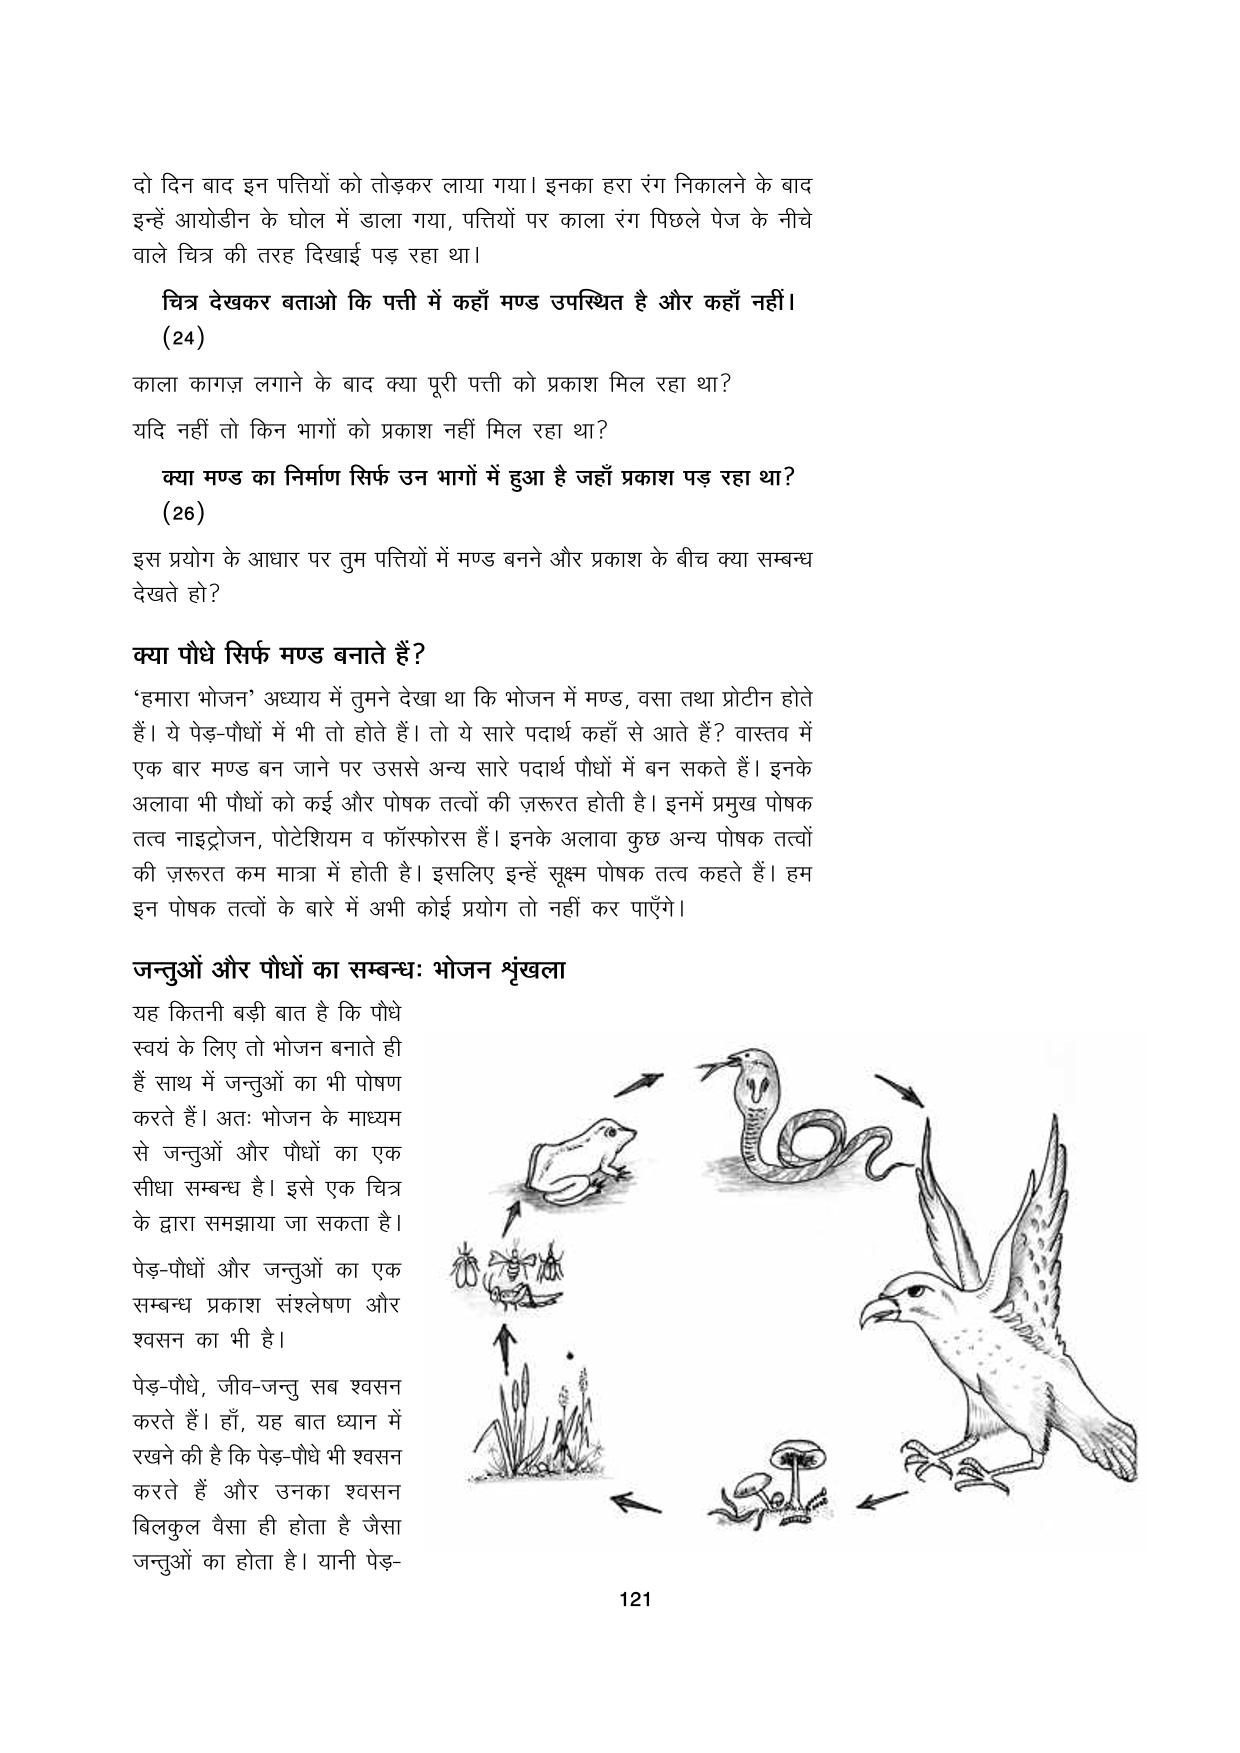 दो दिन बाद इन पत्तियों को तोड़कर लाया गया। इनका हरा रंग निकालने के बाद
इन्हें आयोडीन के घोल में डाला गया, पत्तियों पर काला रंग पिछले पेज के नीचे
वाले चित्र की तरह दिखाई पड़ रहा था।
चित्र देखकर बताओ कि पत्ती में कहाँ मण्ड उपस्थित है और कहाँ नहीं।
(24)
काला कागज़ लगाने के बाद क्या पूरी पत्ती को प्रकाश मिल रहा था?
यदि नहीं तो किन भागों को प्रकाश नहीं मिल रहा था?
क्या मण्ड का निर्माण सिर्फ उन भागों में हुआ है जहाँ प्रकाश पड़ रहा था?
(26)
इस प्रयोग के आधार पर तुम पत्तियों में मण्ड बनने और प्रकाश के बीच क्या सम्बन्ध
देखते हो?
क्या पौधे सिर्फ मण्ड बनाते हैं?
‘हमारा भोजन’ अध्याय में तुमने देखा था कि भोजन में मण्ड, वसा तथा प्रोटीन होते
हैं। ये पेड़-पौधों में भी तो होते हैं। तो ये सारे पदार्थ कहाँ से आते हैं? वास्तव में
एक बार मण्ड बन जाने पर उससे अन्य सारे पदार्थ पौधों में बन सकते हैं। इनके
अलावा भी पौधों को कई और पोषक तत्वों की ज़रूरत होती है। इनमें प्रमुख पोषक
तत्व नाइट्रोजन, पोटेशियम व फॉस्फोरस हैं। इनके अलावा कुछ अन्य पोषक तत्वों
की ज़रूरत कम मात्रा में होती है। इसलिए इन्हें सूक्ष्म पोषक तत्व कहते हैं। हम
इन पोषक तत्वों के बारे में अभी कोई प्रयोग तो नहीं कर पाएँगे।
जन्तुओं और पौधों का सम्बन्ध: भोजन शृंखला
यह कितनी बड़ी बात है कि पौधे
स्वयं के लिए तो भोजन बनाते ही
हैं साथ में जन्तुओं का भी पोषण
करते हैं। अतः भोजन के माध्यम
से जन्तुओं और पौधों का एक
सीधा सम्बन्ध है। इसे एक चित्र
के द्वारा समझाया जा सकता है।
पेड़-पौधों और जन्तुओं का एक
सम्बन्ध प्रकाश संश्लेषण और
श्वसन का भी है।
पेड़-पौधे, जीव-जन्तु सब श्वसन
करते हैं। हाँ, यह बात ध्यान में
रखने की है कि पेड़-पौधे भी श्वसन
करते हैं और उनका श्वसन
बिलकुल वैसा ही होता है जैसा
जन्तुओं का होता है। यानी पेड़-
121